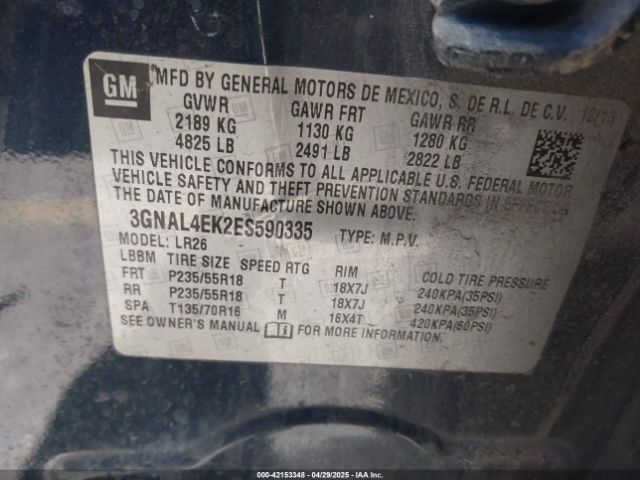 GM
*MFD BY GENERAL MOTORS DE MEXICO, S. DE R.L. DE C.V. 12/13
GVWR GAWR FRT GAWR RR
2189 KG 1130 KG 1280 KG
4825 LB 2491 LB 2822 LB
THIS VEHICLE CONFORMS TO ALL APPLICABLE U.S. FEDERAL MOTOR
VEHICLE SAFETY AND THEFT PREVENTION STANDARDS IN EFFECT ON
THE DATE OF MANUFACTURE SHOWN ABOVE.
3GNAL4EK2ES590335 TYPE: M.P.V.
MODEL: LR26
LBBM TIRE SIZE SPEED RTG RIM COLD TIRE PRESSURE
FRT P235/55R18 T 18X7J 240KPA(35PSI)
RR P235/55R18 T 18X7J 240KPA(35PSI)
SPA T135/70R16 M 16X4T 420KPA(60PSI)
SEE OWNER'S MANUAL FOR MORE INFORMATION.
00-42153348 - 04/29/2025 - IAA Inc.